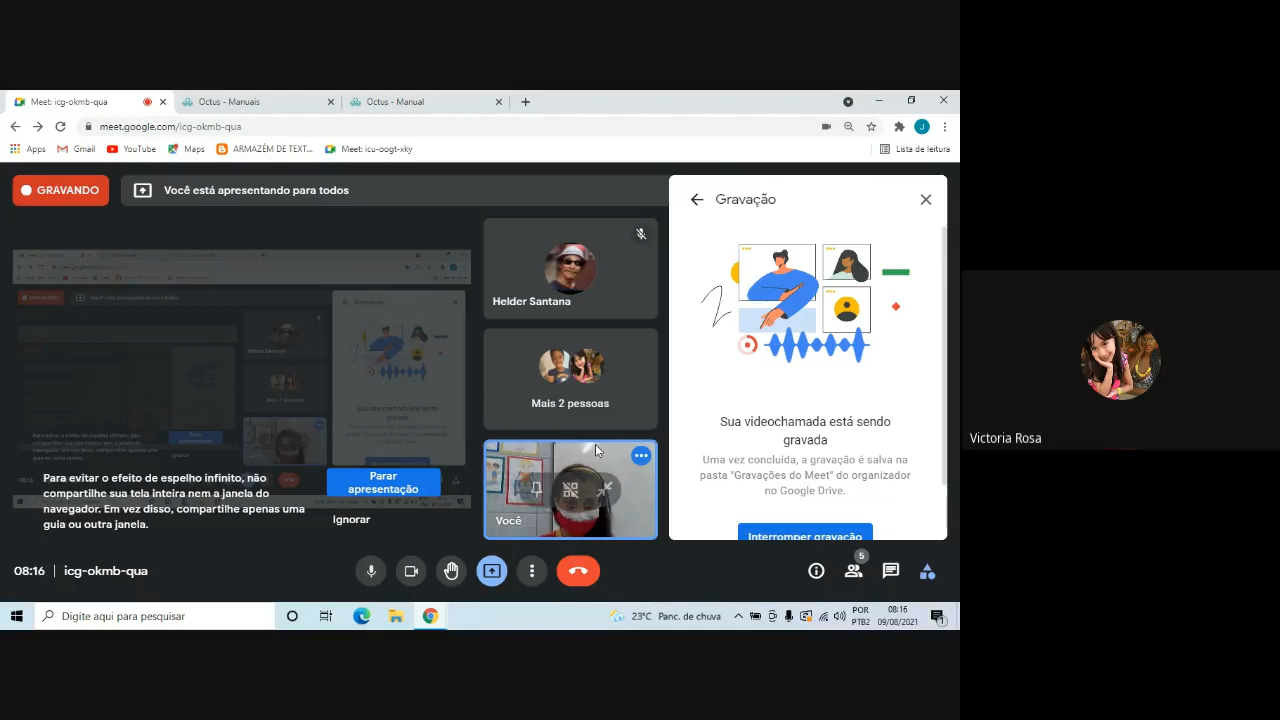 Meet: icg-okmb-qua
Octus - Manuais
Octus - Manual
meet.google.com/icg-okmb-qua
J
Apps
Gmail
YouTube
Maps
ARMAZÉM DE TEXT...
Meet: icu-oogt-xky
Lista de leitura
GRAVANDO
Você está apresentando para todos
Gravação
Helder Santana
Mais 2 pessoas
Você
Para evitar o efeito de espelho infinito, não
compartilhe sua tela inteira nem a janela do
navegador. Em vez disso, compartilhe apenas uma
guia ou outra janela.
Parar
apresentação
Ignorar
Sua videochamada está sendo
gravada
Uma vez concluída, a gravação é salva na
pasta "Gravações do Meet" do organizador
no Google Drive.
Interromper gravação
Victoria Rosa
08:16 | icg-okmb-qua
5
Digite aqui para pesquisar
23°C Panc. de chuva
POR
PTB2
08:16
09/08/2021
1